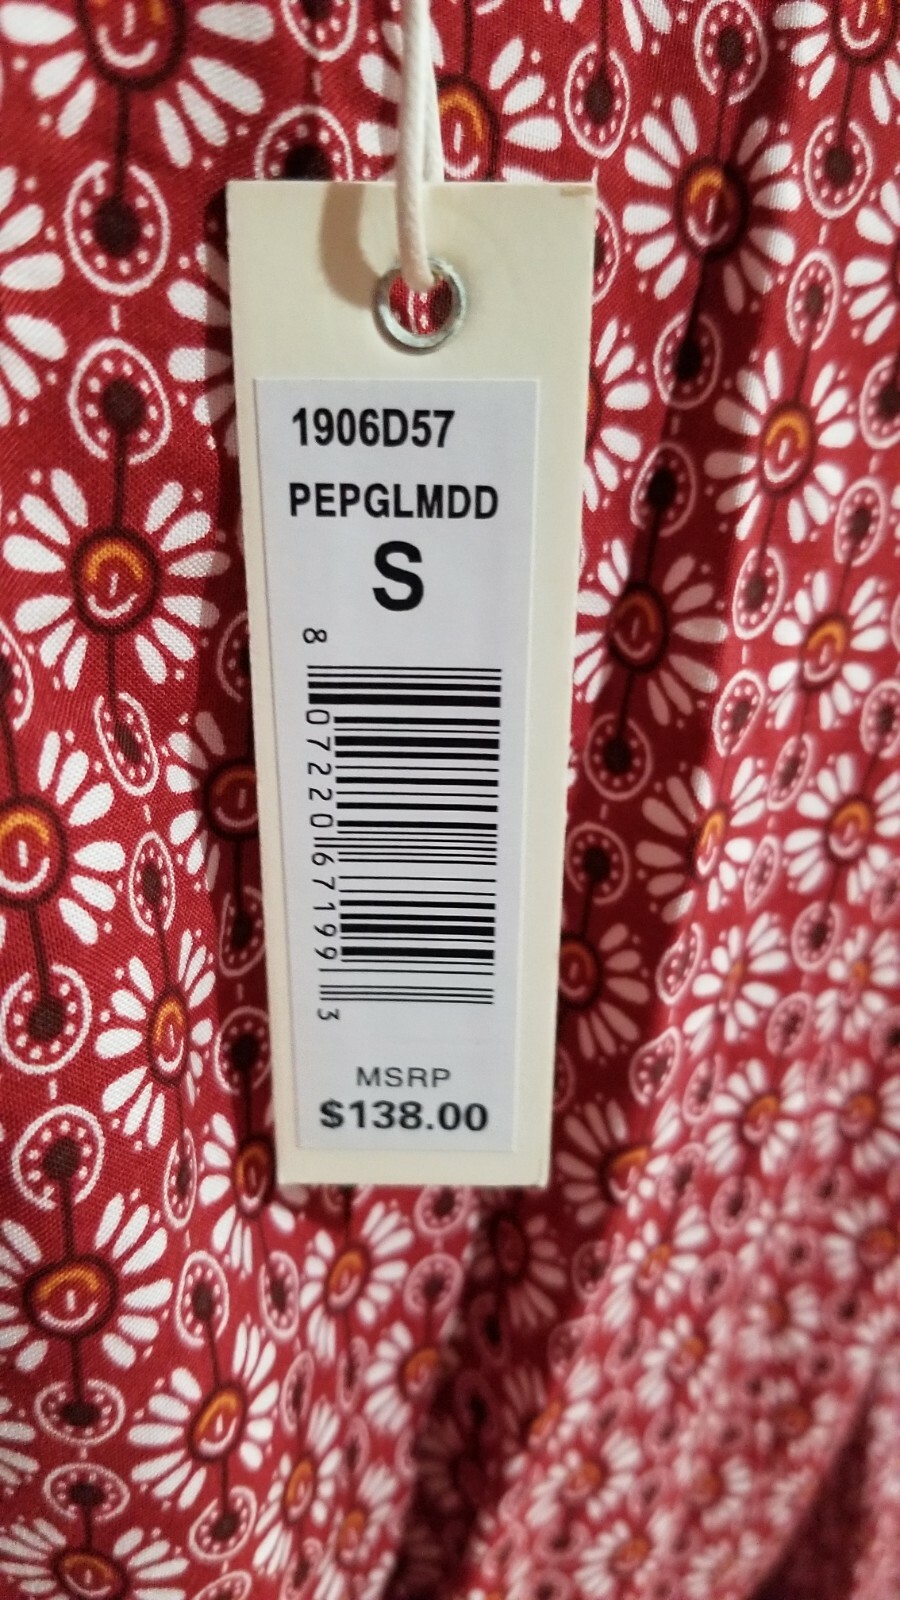 1906D57
PEPGLMDD
S
8 07220 67199 3
MSRP
$138.00